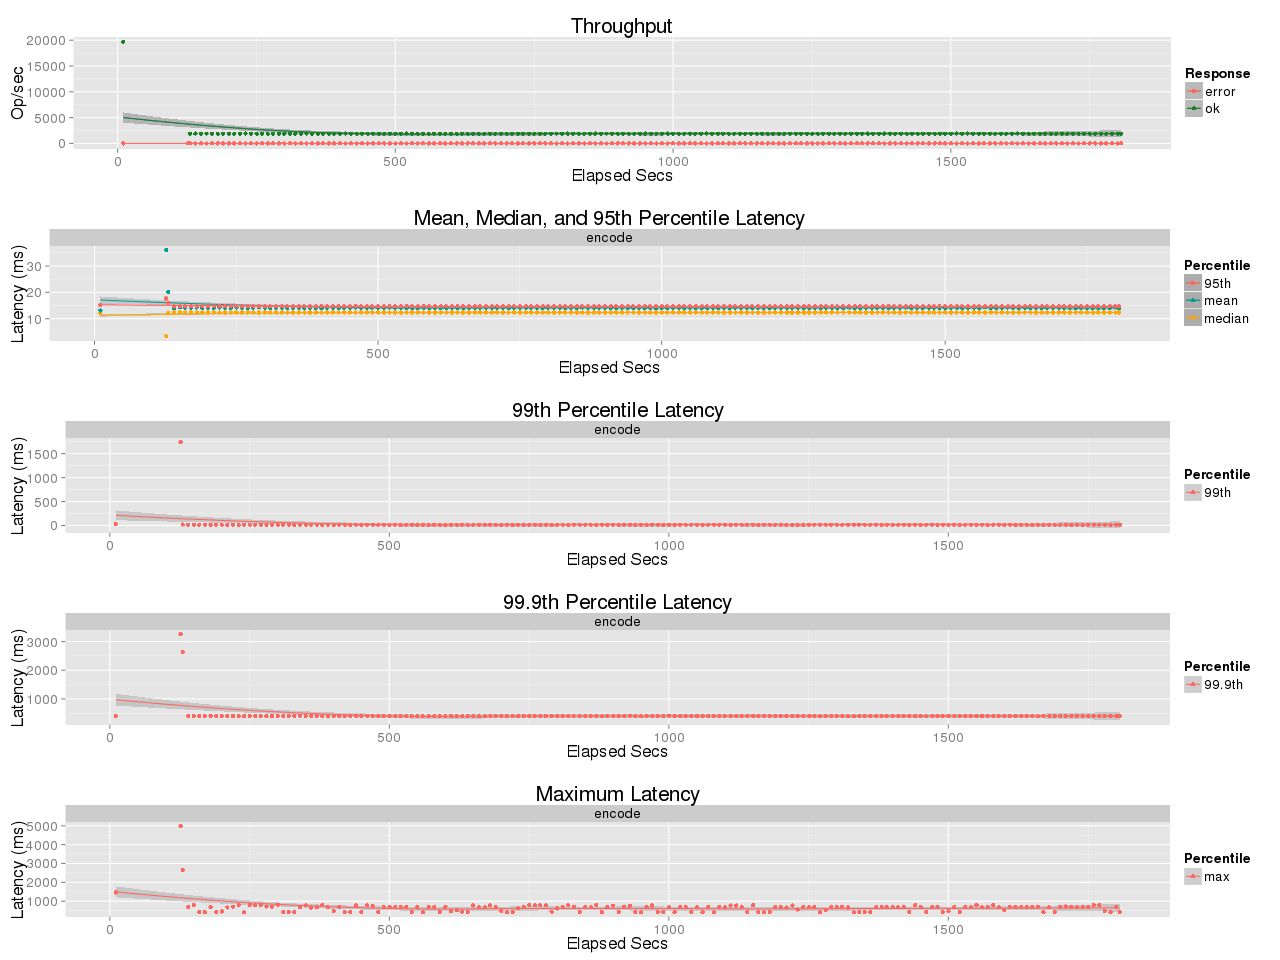 Throughput
20000
15000
10000
5000
0
Op/sec
0 500 1000 1500
Elapsed Secs
Response
error
ok
Mean, Median, and 95th Percentile Latency
encode
30
20
10
Latency (ms)
0 500 1000 1500
Elapsed Secs
Percentile
95th
mean
median
99th Percentile Latency
encode
1500
1000
500
0
Latency (ms)
0 500 1000 1500
Elapsed Secs
Percentile
99th
99.9th Percentile Latency
encode
3000
2000
1000
Latency (ms)
0 500 1000 1500
Elapsed Secs
Percentile
99.9th
Maximum Latency
encode
5000
4000
3000
2000
1000
Latency (ms)
0 500 1000 1500
Elapsed Secs
Percentile
max